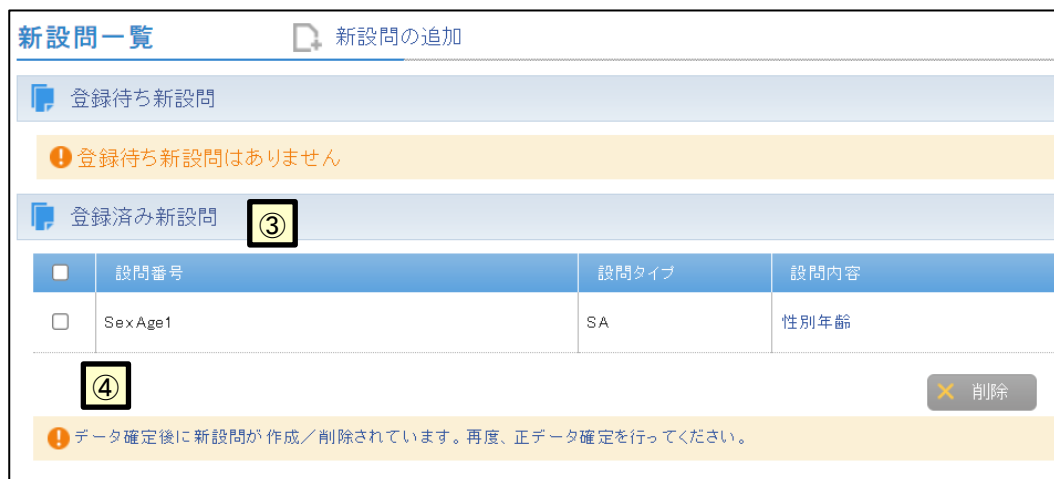 新設問一覧 新設問の追加
登録待ち新設問
登録待ち新設問はありません
登録済み新設問 ③
設問番号 設問タイプ 設問内容
SexAge1 SA 性別年齢
④ 削除
データ確定後に新設問が作成／削除されています。再度、正データ確定を行ってください。